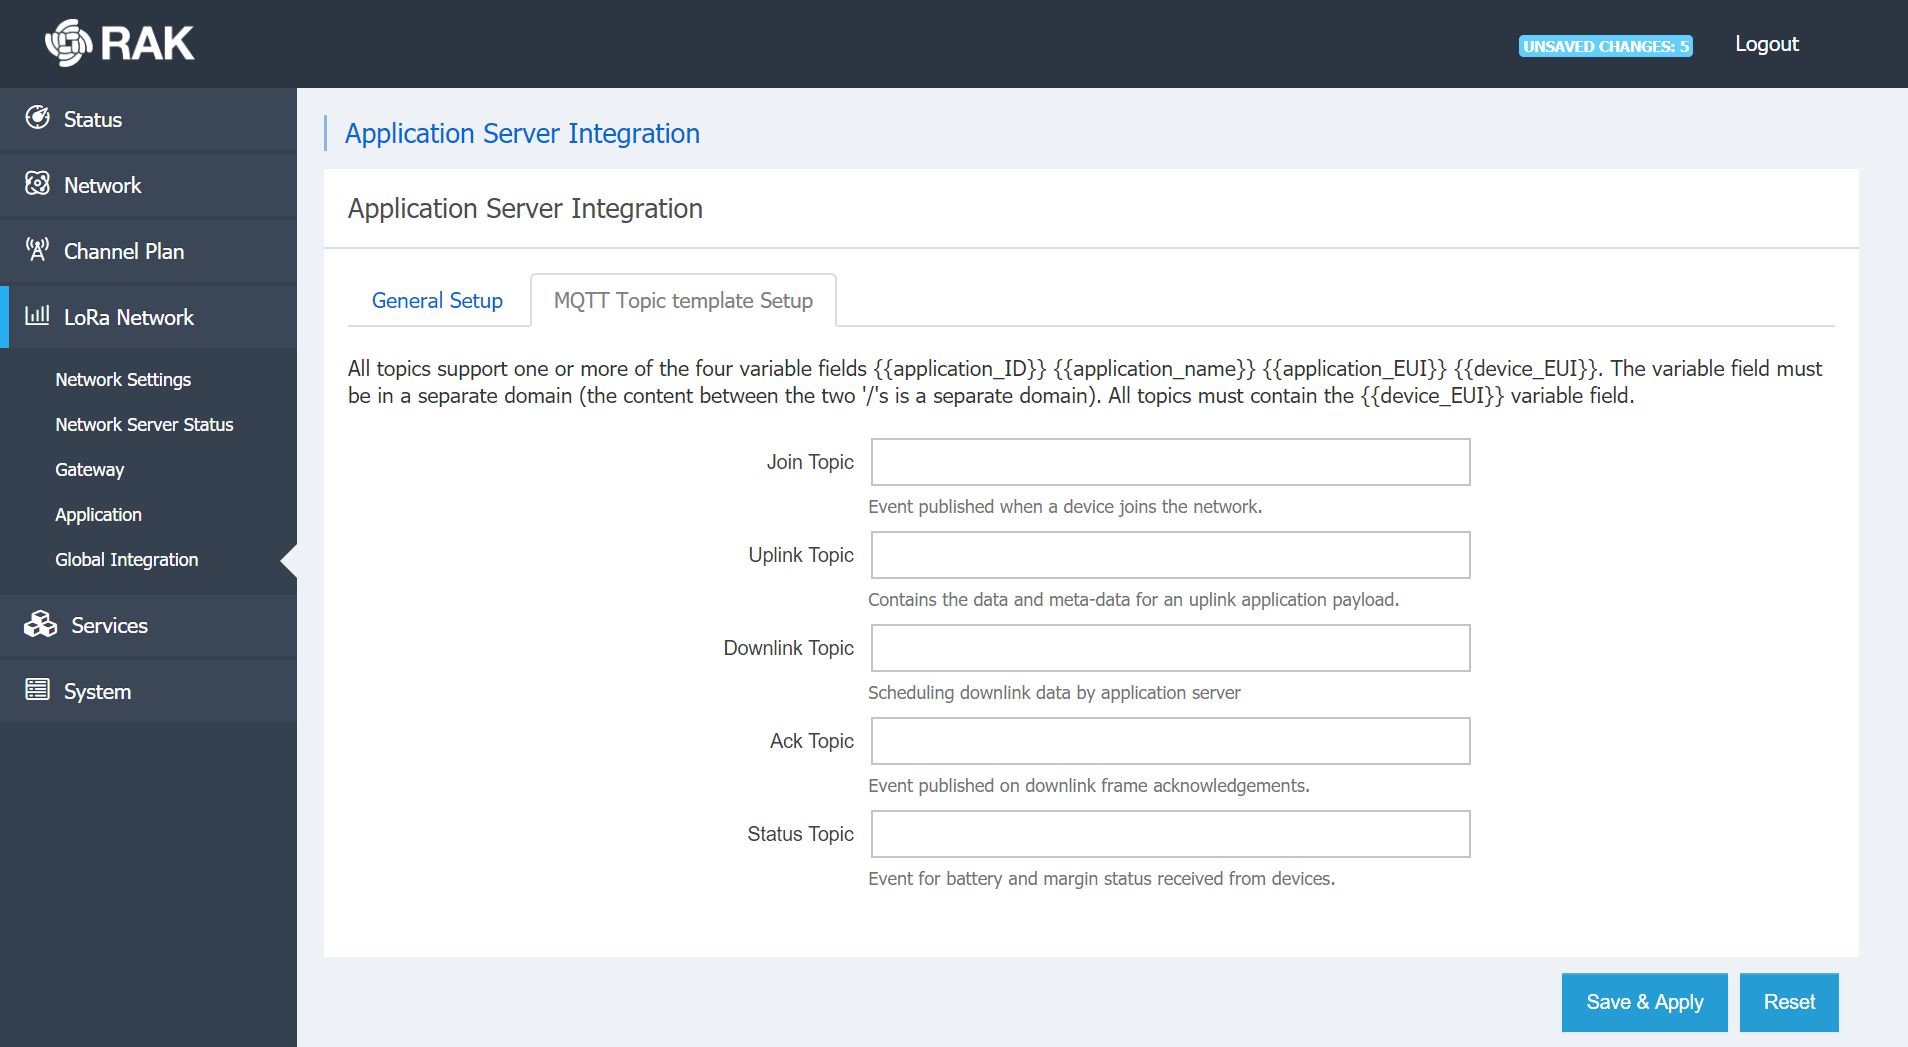 RAK
UNSAVED CHANGES: 5
Logout
Status
Network
Channel Plan
LoRa Network
Network Settings
Network Server Status
Gateway
Application
Global Integration
Services
System
Application Server Integration
Application Server Integration
General Setup
MQTT Topic template Setup
All topics support one or more of the four variable fields {{application_ID}} {{application_name}} {{application_EUI}} {{device_EUI}}. The variable field must
be in a separate domain (the content between the two '/'s is a separate domain). All topics must contain the {{device_EUI}} variable field.
Join Topic
Event published when a device joins the network.
Uplink Topic
Contains the data and meta-data for an uplink application payload.
Downlink Topic
Scheduling downlink data by application server
Ack Topic
Event published on downlink frame acknowledgements.
Status Topic
Event for battery and margin status received from devices.
Save & Apply
Reset